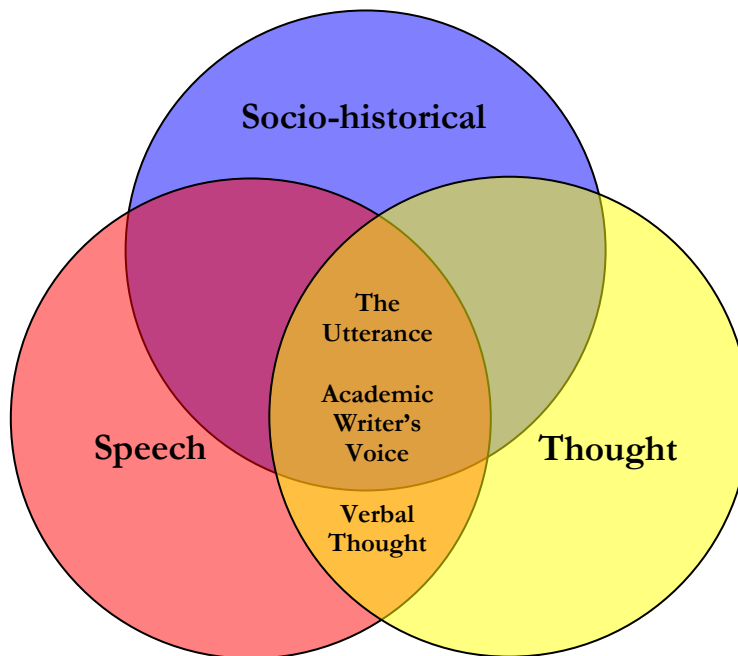 Socio-historical
The
Utterance
Academic
Writer’s
Voice
Speech
Thought
Verbal
Thought